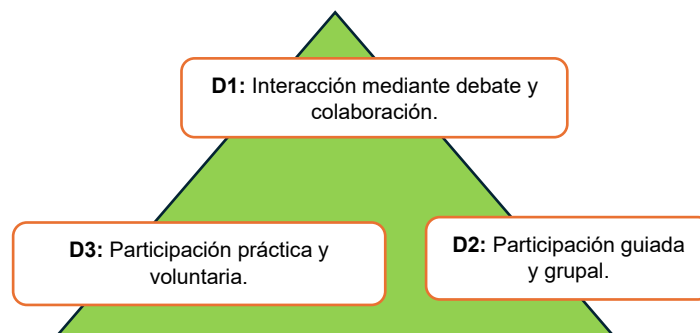 D1: Interacción mediante debate y
colaboración.
D3: Participación práctica y
voluntaria.
D2: Participación guiada
y grupal.